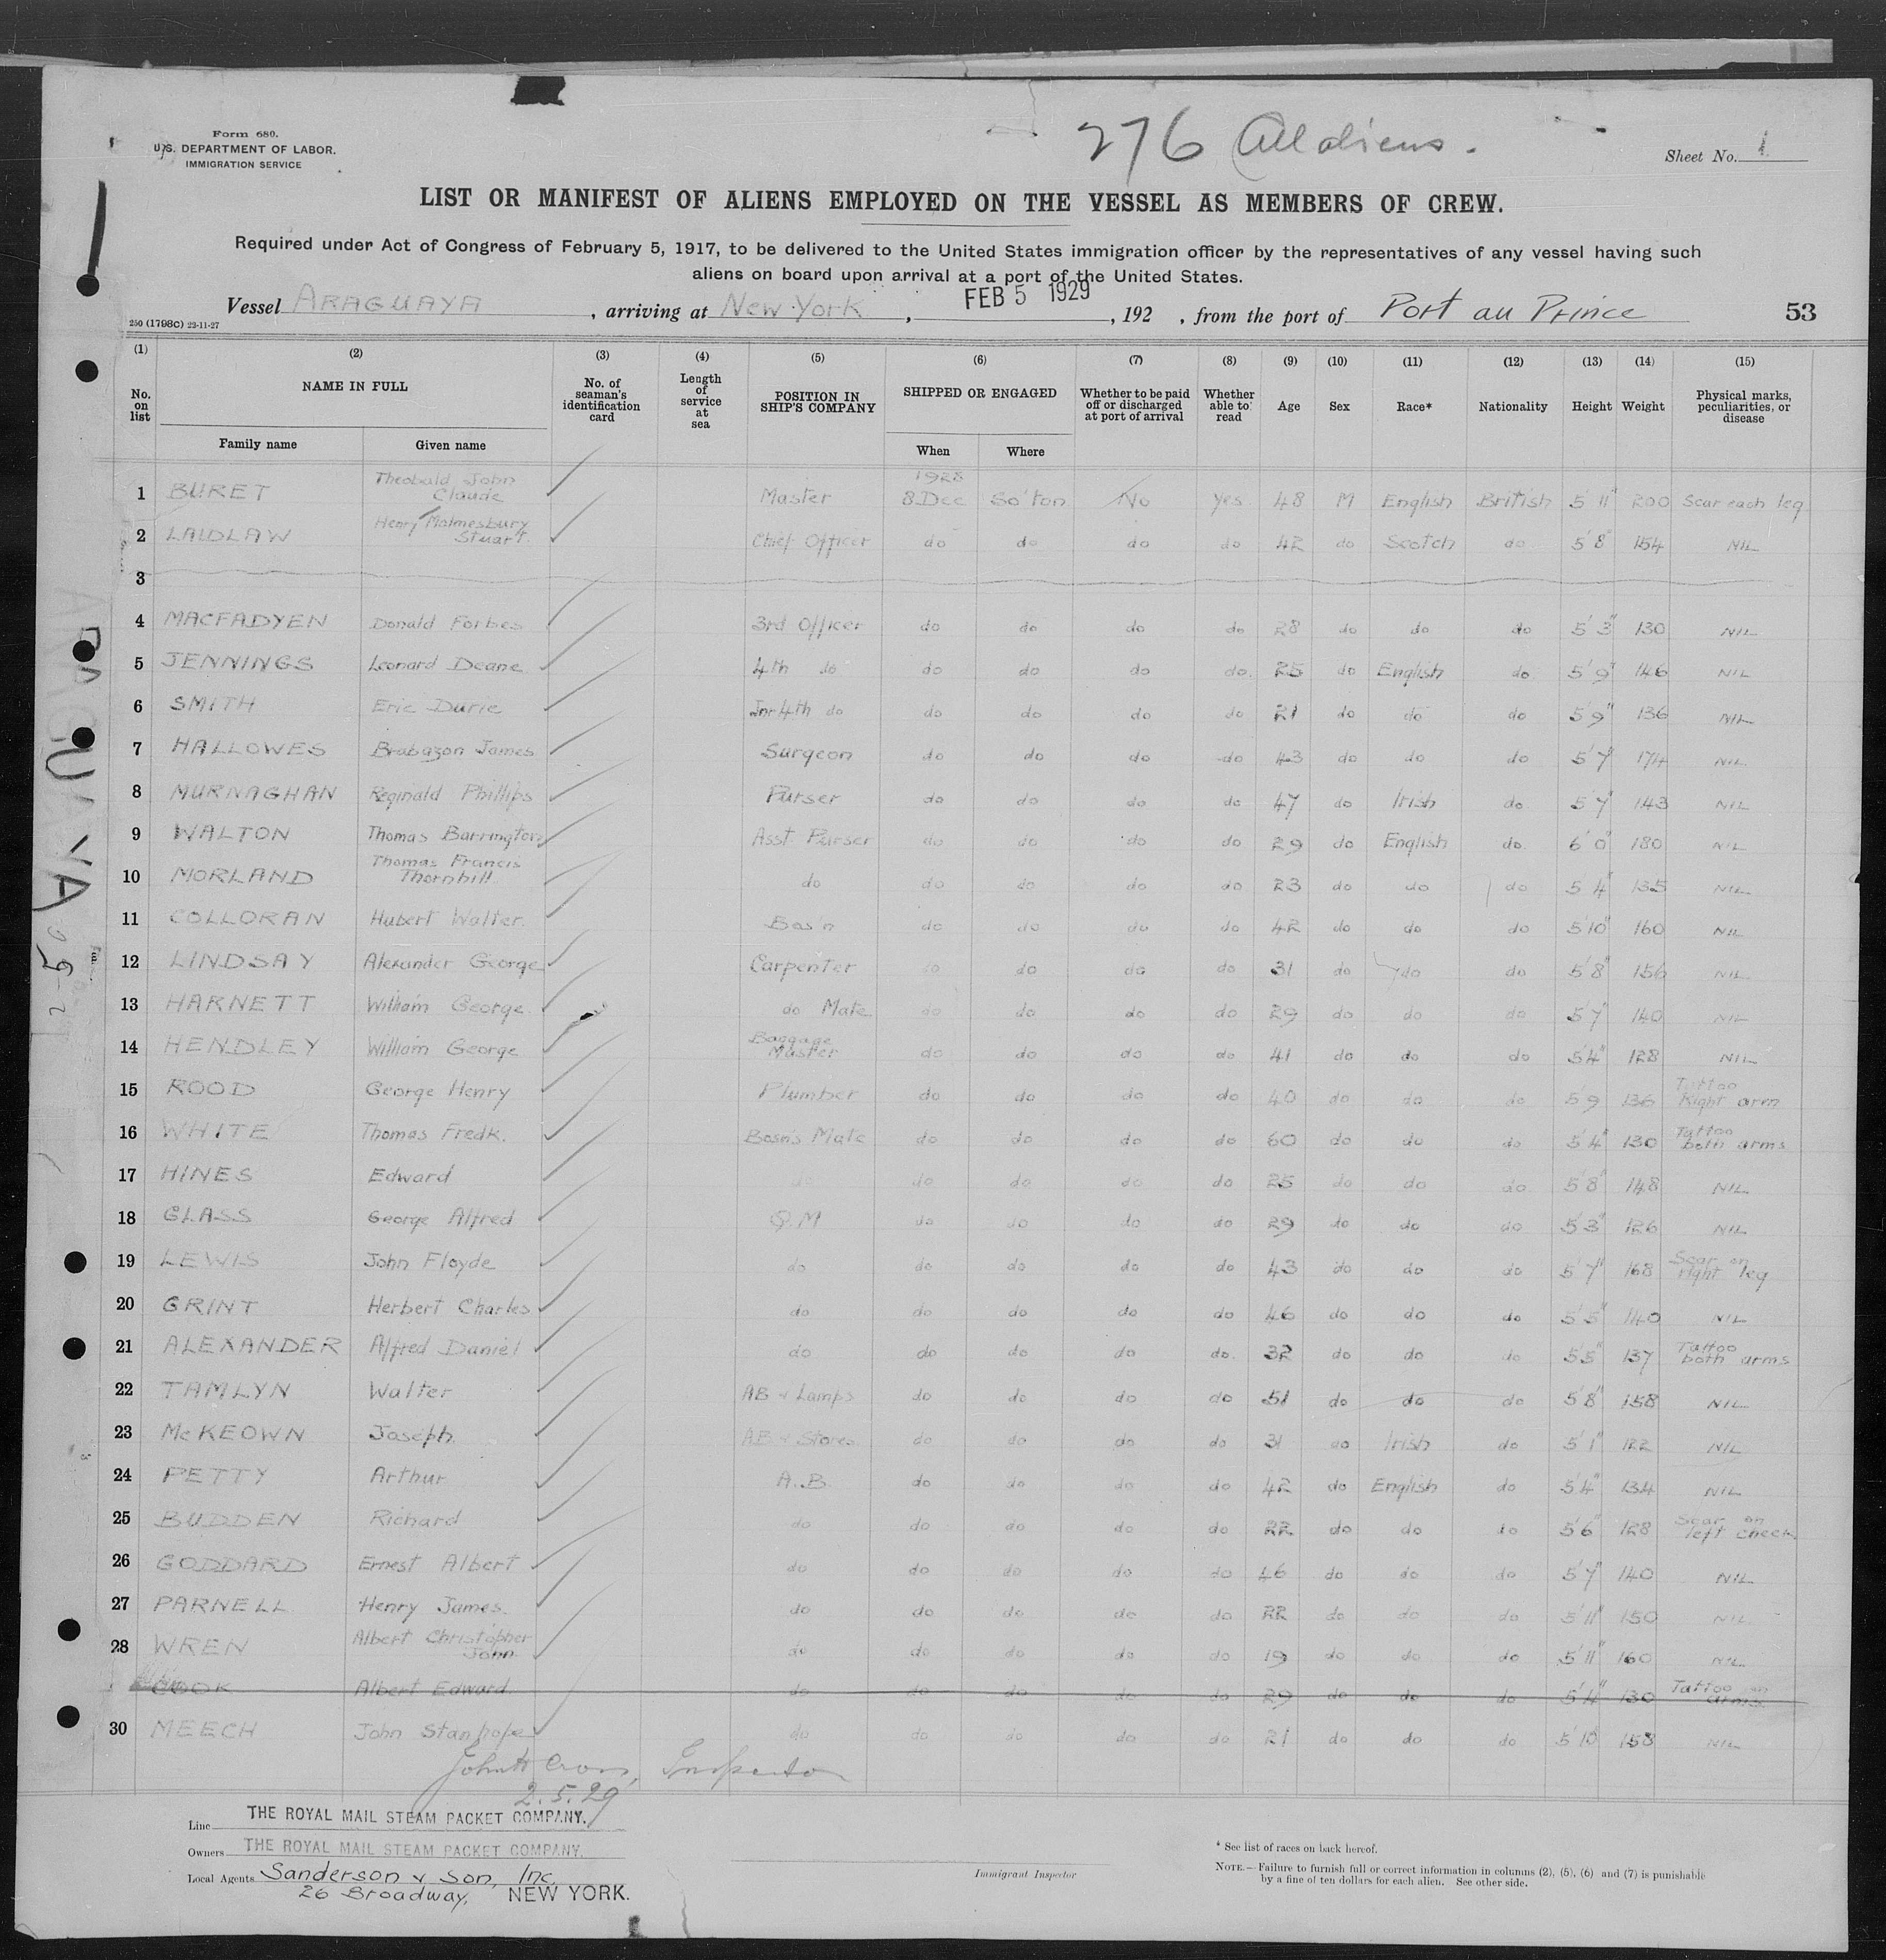 Form 680.
U.S. DEPARTMENT OF LABOR.
IMMIGRATION SERVICE
276 All aliens.
Sheet No. 1
LIST OR MANIFEST OF ALIENS EMPLOYED ON THE VESSEL AS MEMBERS OF CREW.
Required under Act of Congress of February 5, 1917, to be delivered to the United States immigration officer by the representatives of any vessel having such
aliens on board upon arrival at a port of the United States.
Vessel ARAGUAYA, arriving at New York, FEB 5 1929, 192 , from the port of Port au Prince
250 (1798c) 23-11-27
53
(1) (2) (3) (4) (5) (6) (7) (8) (9) (10) (11) (12) (13) (14) (15)
No. on list NAME IN FULL Family name Given name No. of seaman's identification card Length of service at sea POSITION IN SHIP'S COMPANY SHIPPED OR ENGAGED When Where Whether to be paid off or discharged at port of arrival Whether able to read Age Sex Race* Nationality Height Weight Physical marks, peculiarities, or disease
1 BURET Theobald John Claude Master 1928 8 Dec So'ton No Yes 48 M English British 5' 11" 200 Scar each leg
2 LAIDLAW Henry Malmesbury Stuart. Chief Officer do do do do 42 do Scotch do 5' 8" 154 NIL
3
4 MACFADYEN Donald Forbes 3rd Officer do do do do 28 do do do 5' 3" 130 NIL
5 JENNINGS Leonard Deane 4th do do do do do. 25 do English do 5' 9" 146 NIL
6 SMITH Eric Durie Jnr 4th do do do do do 21 do do do 5' 9" 136 NIL
7 HALLOWES Brabazon James Surgeon do do do do 43 do do do 5' 7" 174 NIL
8 MURNAGHAN Reginald Phillips Purser do do do do 47 do Irish do 5' 7" 143 NIL
9 WALTON Thomas Barrington Asst Purser do do do do 29 do English do. 6' 0" 180 NIL
10 MORLAND Thomas Francis Thornhill do do do do do 23 do do do 5' 4" 135 NIL
11 COLLORAN Hubert Walter. Bos'n do do do do 42 do do do 5' 10" 160 NIL
12 LINDSAY Alexander George Carpenter do do do do 31 do do do 5' 8" 156 NIL
13 HARNETT William George. do Mate do do do do 29 do do do 5' 7" 140 NIL
14 HENDLEY William George Baggage Master do do do do 41 do do do 5' 4" 128 NIL
15 ROOD George Henry Plumber do do do do 40 do do do 5' 9 136 Tattoo Right arm
16 WHITE Thomas Fredk. Bosn's Mate do do do do 60 do do do 5' 4" 130 Tattoo both arms
17 HINES Edward do do do do do 25 do do do 5' 8" 148 NIL
18 GLASS George Alfred Q.M do do do do 29 do do do 5' 3" 126 NIL
19 LEWIS John Floyde do do do do do 43 do do do 5' 7" 168 Scar on right leg
20 GRINT Herbert Charles do do do do do 46 do do do 5' 5" 140 NIL
21 ALEXANDER Alfred Daniel do do do do do. 32 do do do 5' 5" 137 Tattoo both arms
22 TAMLYN Walter AB & Lamps do do do do 51 do do do 5' 8" 158 NIL
23 McKEOWN Joseph. AB & Stores do do do do 31 do Irish do 5' 1" 122 NIL
24 PETTY Arthur A.B. do do do do 42 do English do 5' 4" 134 NIL
25 BUDDEN Richard do do do do do 22 do do do 5' 6" 128 Scar on left cheek
26 GODDARD Ernest Albert do do do do do 46 do do do 5' 7" 140 NIL
27 PARNELL Henry James. do do do do do 22 do do do 5' 11" 150 NIL
28 WREN Albert Christopher John. do do do do do 19 do do do 5' 11" 160 NIL
COOK Albert Edward do do do do do 29 do do do 5' 4" 130 Tattoo on arms
30 MEECH John Stanhope do do do do do 21 do do do 5' 10" 158 NIL
John H Cross, Inspector
2.5.29
Line THE ROYAL MAIL STEAM PACKET COMPANY.
Owners THE ROYAL MAIL STEAM PACKET COMPANY.
Local Agents Sanderson & Son, Inc.
26 Broadway, NEW YORK.
Immigrant Inspector
* See list of races on back hereof.
NOTE.—Failure to furnish full or correct information in columns (2), (5), (6) and (7) is punishable
by a fine of ten dollars for each alien. See other side.
ARAGUAYA